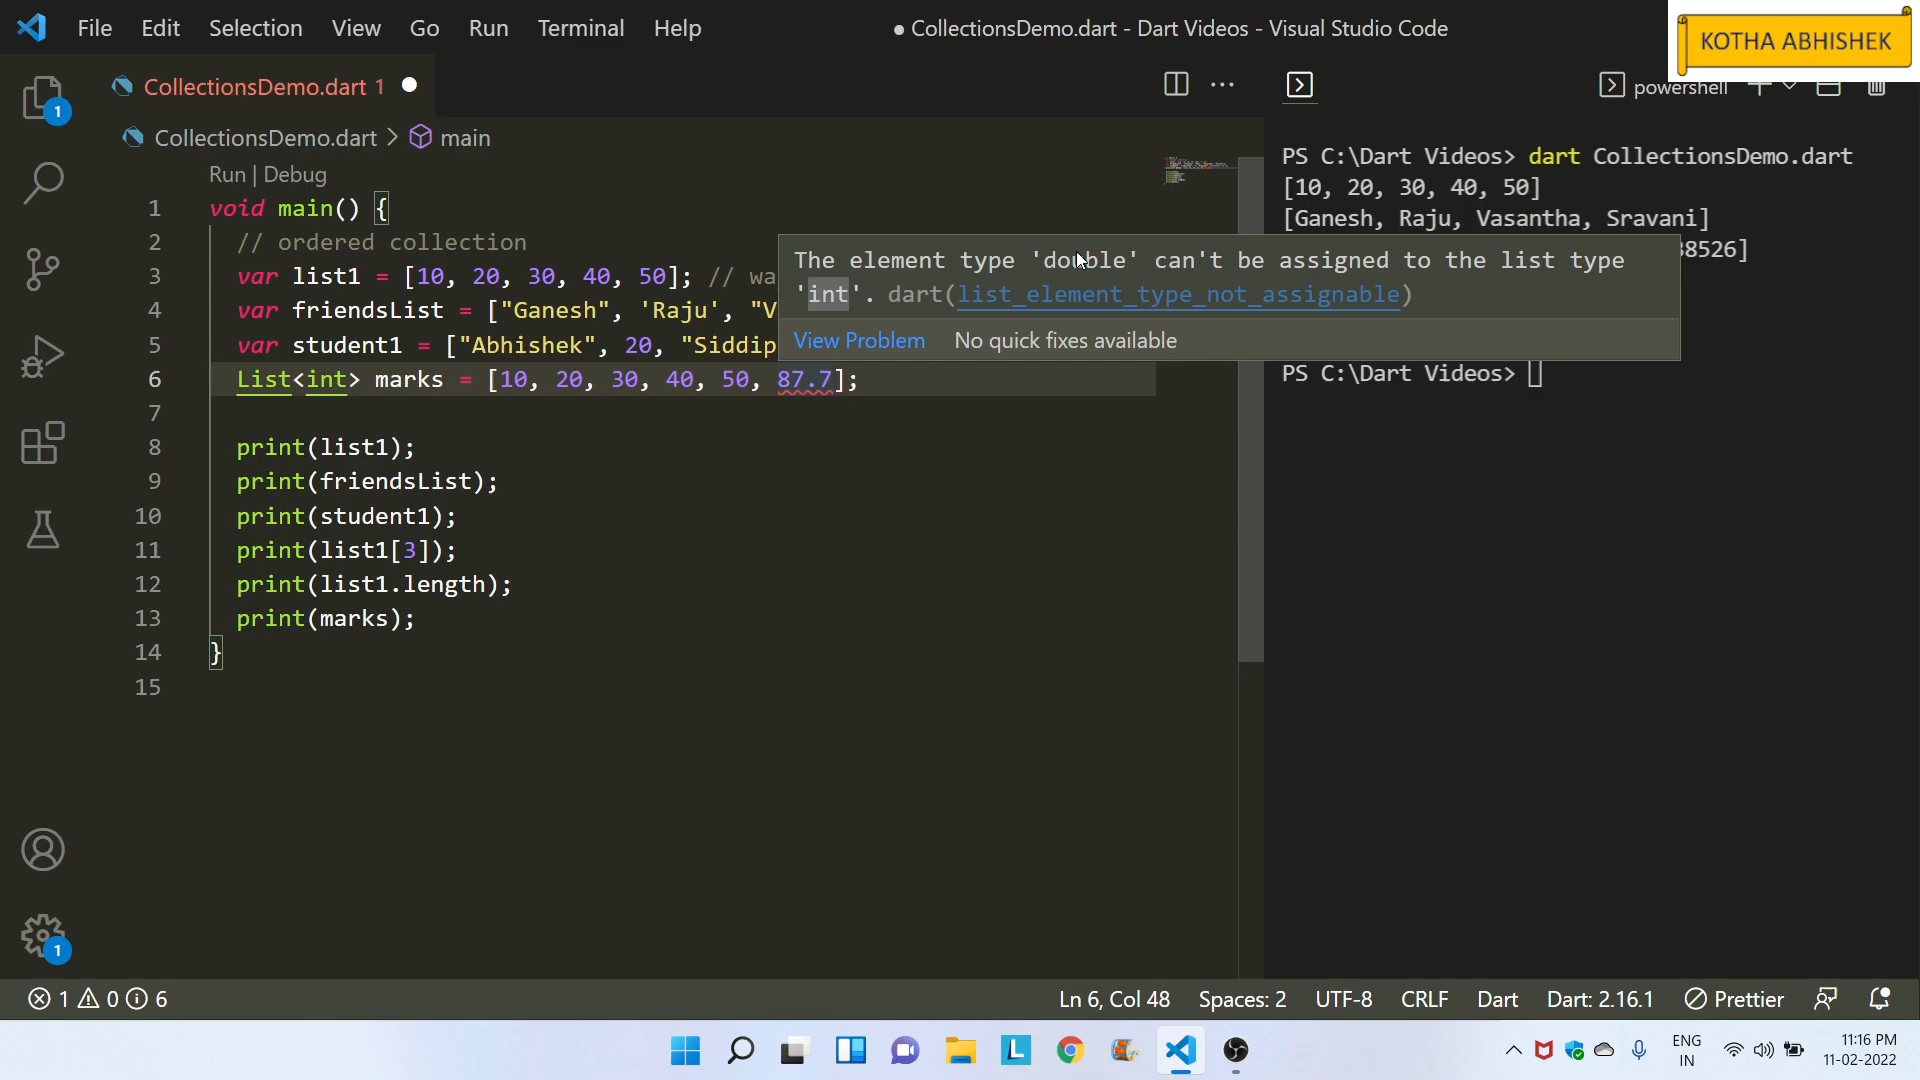 File Edit Selection View Go Run Terminal Help
● CollectionsDemo.dart - Dart Videos - Visual Studio Code
KOTHA ABHISHEK
CollectionsDemo.dart 1
powershell
CollectionsDemo.dart > main
Run | Debug
1 void main() {
2 // ordered collection
3 var list1 = [10, 20, 30, 40, 50]; // wa
4 var friendsList = ["Ganesh", 'Raju', "V
5 var student1 = ["Abhishek", 20, "Siddip
6 List<int> marks = [10, 20, 30, 40, 50, 87.7];
7
8 print(list1);
9 print(friendsList);
10 print(student1);
11 print(list1[3]);
12 print(list1.length);
13 print(marks);
14 }
15
The element type 'double' can't be assigned to the list type
'int'. dart(list_element_type_not_assignable)
View Problem No quick fixes available
PS C:\Dart Videos> dart CollectionsDemo.dart
[10, 20, 30, 40, 50]
[Ganesh, Raju, Vasantha, Sravani]
38526]
PS C:\Dart Videos>
1
1
1 0 6
Ln 6, Col 48 Spaces: 2 UTF-8 CRLF Dart Dart: 2.16.1 Prettier
L
ENG
IN
11:16 PM
11-02-2022